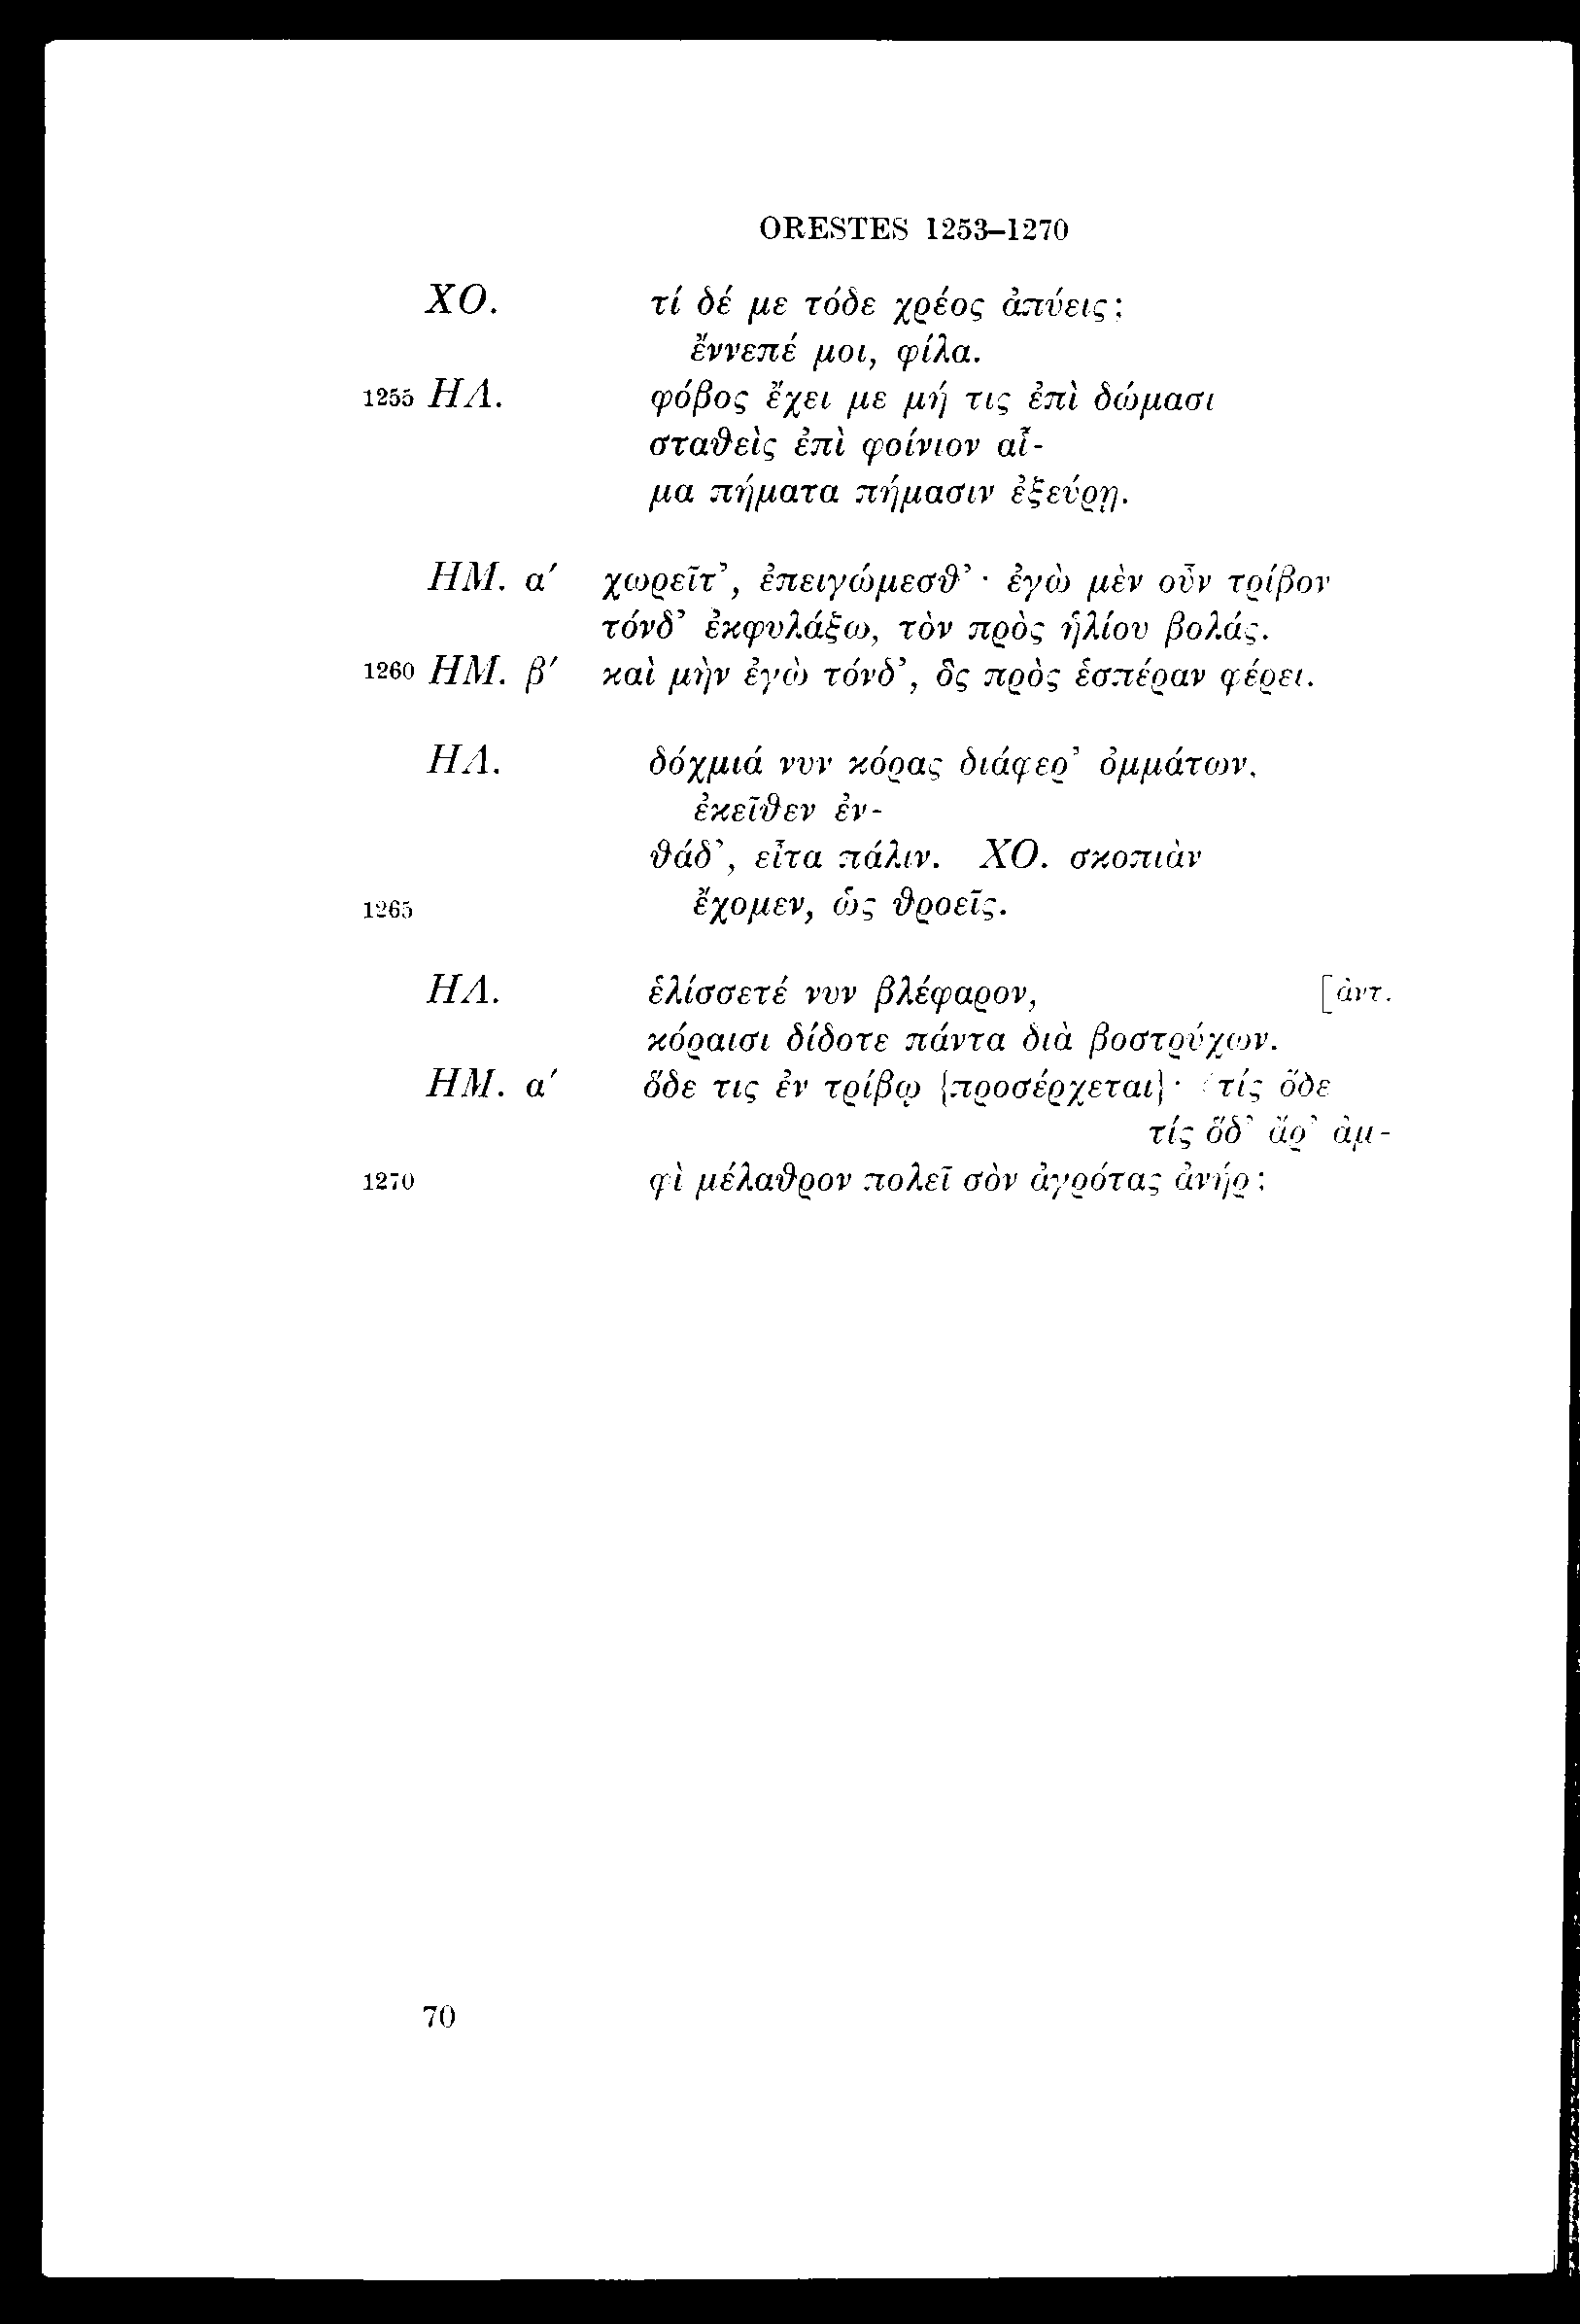 ORESTES 1253–1270
ΧΟ. τί δέ με τόδε χρέος ἀπύεις;
ἔννεπέ μοι, φίλα.
1255 ΗΛ. φόβος ἔχει με μή τις ἐπὶ δώμασι
σταθεὶς ἐπὶ φοίνιον αἷ-
μα πήματα πήμασιν ἐξεύρῃ.
ΗΜ. α′ χωρεῖτ’, ἐπειγώμεσθ’· ἐγὼ μὲν οὖν τρίβον
τόνδ’ ἐκφυλάξω, τὸν πρὸς ἡλίου βολάς.
1260 ΗΜ. β′ καὶ μὴν ἐγὼ τόνδ’, ὃς πρὸς ἑσπέραν φέρει.
ΗΛ. δόχμιά νυν κόρας διάφερ’ ὀμμάτων,
ἐκεῖθεν ἐν-
θάδ’, εἶτα πάλιν. ΧΟ. σκοπιὰν
1265 ἔχομεν, ὡς θροεῖς.
ΗΛ. ἑλίσσετέ νυν βλέφαρον, [ἀντ.
κόραισι δίδοτε πάντα διὰ βοστρύχων.
ΗΜ. α′ ὅδε τις ἐν τρίβῳ {προσέρχεται}· τίς ὅδε
τίς ὅδ’ ἄρ’ ἀμ-
1270 φὶ μέλαθρον πολεῖ σὸν ἀγρότας ἀνήρ;
70